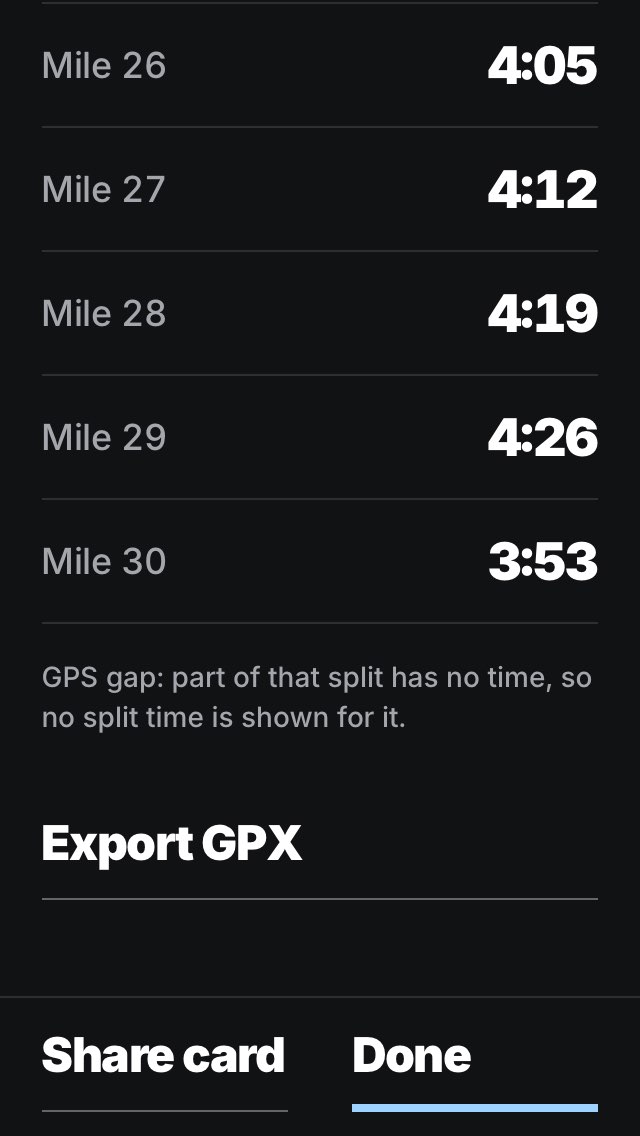 Mile 26
4:05
Mile 27
4:12
Mile 28
4:19
Mile 29
4:26
Mile 30
3:53
GPS gap: part of that split has no time, so
no split time is shown for it.
Export GPX
Share card
Done